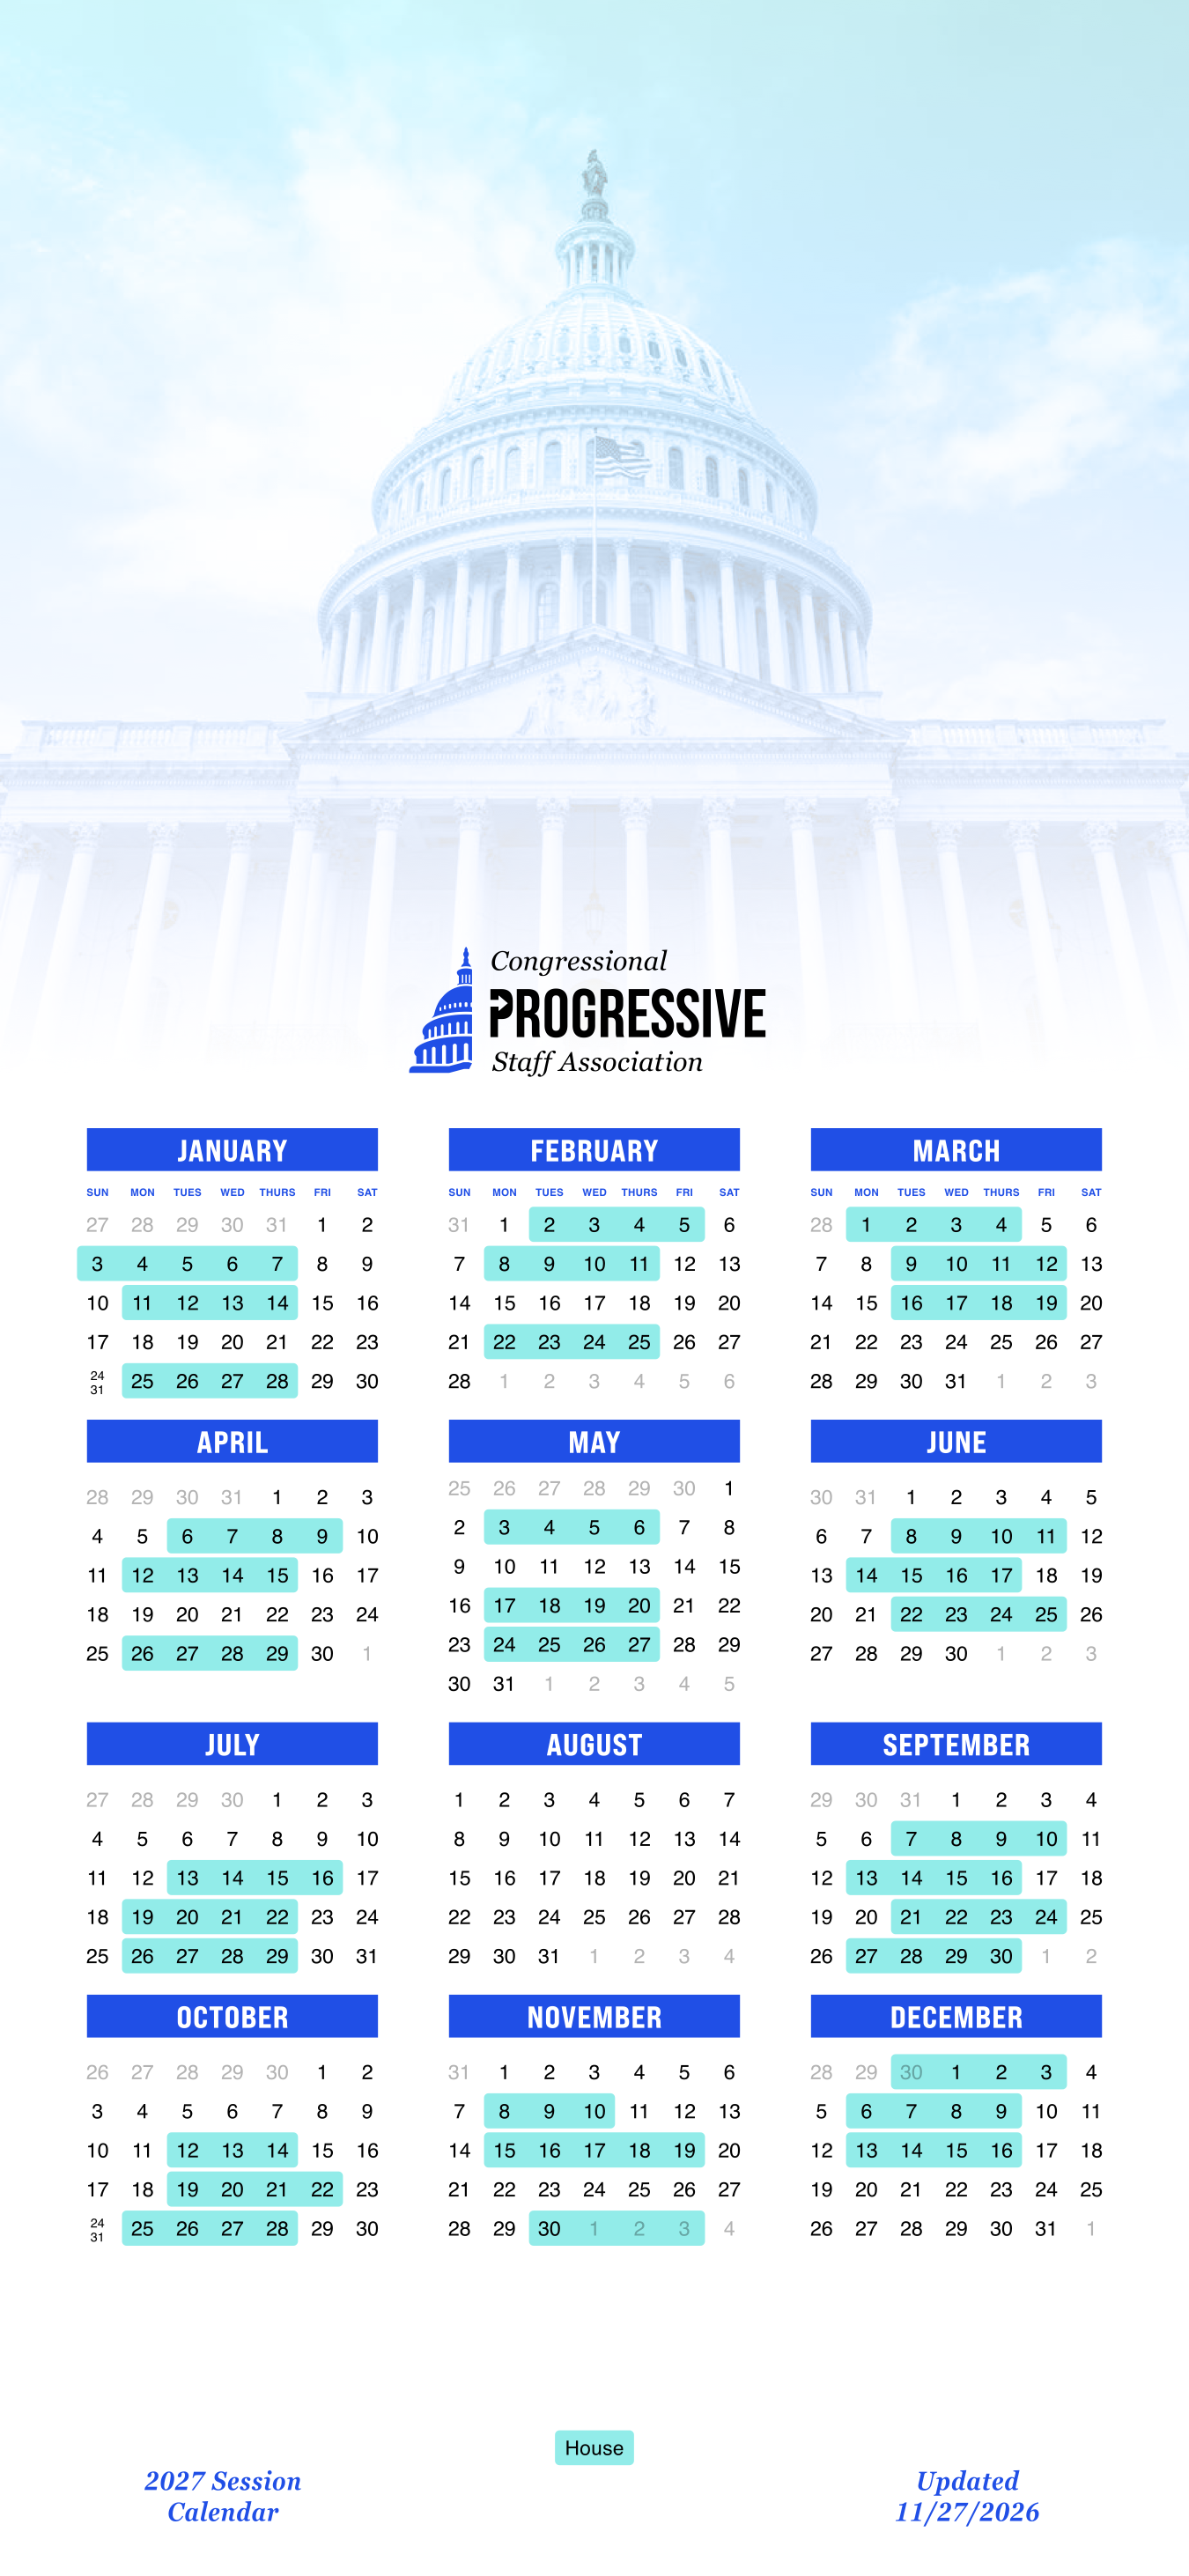 Congressional
PROGRESSIVE
Staff Association
JANUARY
SUN MON TUES WED THURS FRI SAT
27 28 29 30 31 1 2
3 4 5 6 7 8 9
10 11 12 13 14 15 16
17 18 19 20 21 22 23
24 31 25 26 27 28 29 30
FEBRUARY
SUN MON TUES WED THURS FRI SAT
31 1 2 3 4 5 6
7 8 9 10 11 12 13
14 15 16 17 18 19 20
21 22 23 24 25 26 27
28 1 2 3 4 5 6
MARCH
SUN MON TUES WED THURS FRI SAT
28 1 2 3 4 5 6
7 8 9 10 11 12 13
14 15 16 17 18 19 20
21 22 23 24 25 26 27
28 29 30 31 1 2 3
APRIL
28 29 30 31 1 2 3
4 5 6 7 8 9 10
11 12 13 14 15 16 17
18 19 20 21 22 23 24
25 26 27 28 29 30 1
MAY
25 26 27 28 29 30 1
2 3 4 5 6 7 8
9 10 11 12 13 14 15
16 17 18 19 20 21 22
23 24 25 26 27 28 29
30 31 1 2 3 4 5
JUNE
30 31 1 2 3 4 5
6 7 8 9 10 11 12
13 14 15 16 17 18 19
20 21 22 23 24 25 26
27 28 29 30 1 2 3
JULY
27 28 29 30 1 2 3
4 5 6 7 8 9 10
11 12 13 14 15 16 17
18 19 20 21 22 23 24
25 26 27 28 29 30 31
AUGUST
1 2 3 4 5 6 7
8 9 10 11 12 13 14
15 16 17 18 19 20 21
22 23 24 25 26 27 28
29 30 31 1 2 3 4
SEPTEMBER
29 30 31 1 2 3 4
5 6 7 8 9 10 11
12 13 14 15 16 17 18
19 20 21 22 23 24 25
26 27 28 29 30 1 2
OCTOBER
26 27 28 29 30 1 2
3 4 5 6 7 8 9
10 11 12 13 14 15 16
17 18 19 20 21 22 23
24 31 25 26 27 28 29 30
NOVEMBER
31 1 2 3 4 5 6
7 8 9 10 11 12 13
14 15 16 17 18 19 20
21 22 23 24 25 26 27
28 29 30 1 2 3 4
DECEMBER
28 29 30 1 2 3 4
5 6 7 8 9 10 11
12 13 14 15 16 17 18
19 20 21 22 23 24 25
26 27 28 29 30 31 1
House
2027 Session
Calendar
Updated
11/27/2026